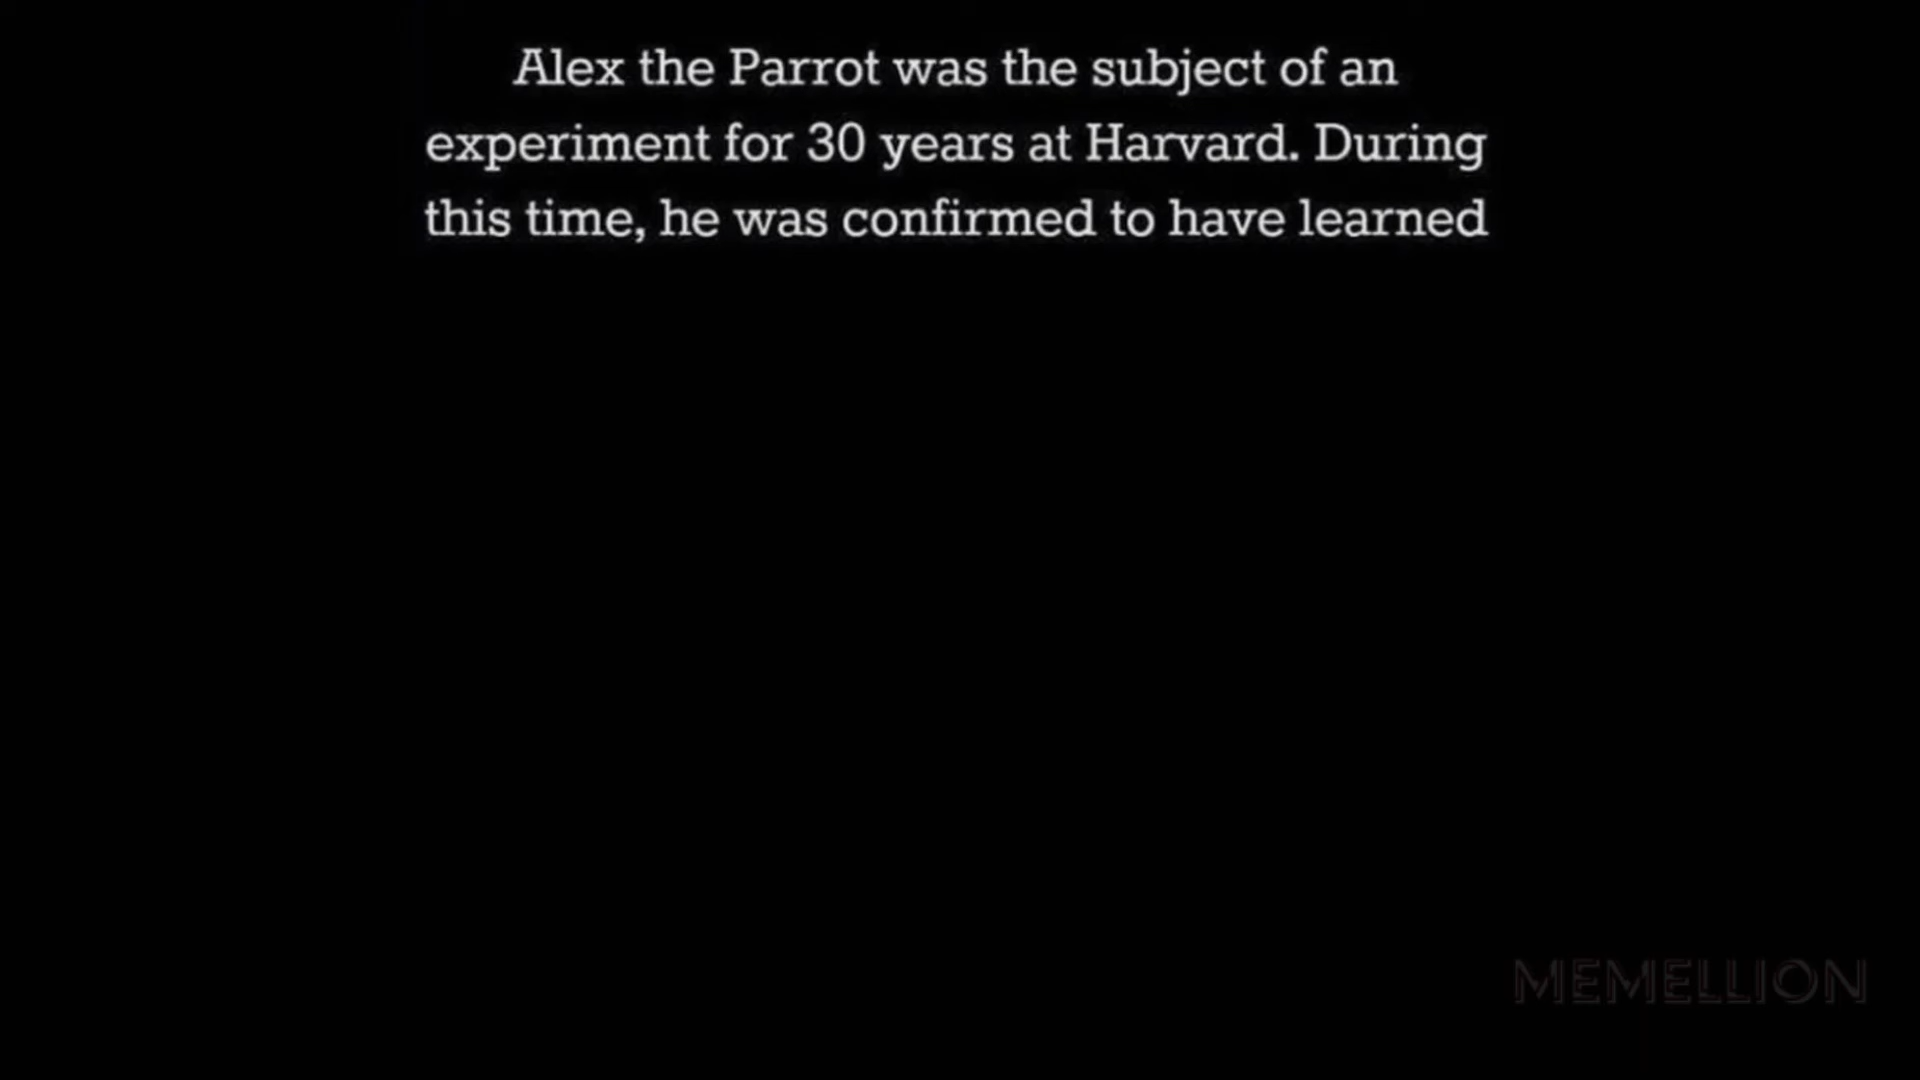 Alex the Parrot was the subject of an
experiment for 30 years at Harvard. During
this time, he was confirmed to have learned
MEMELLION